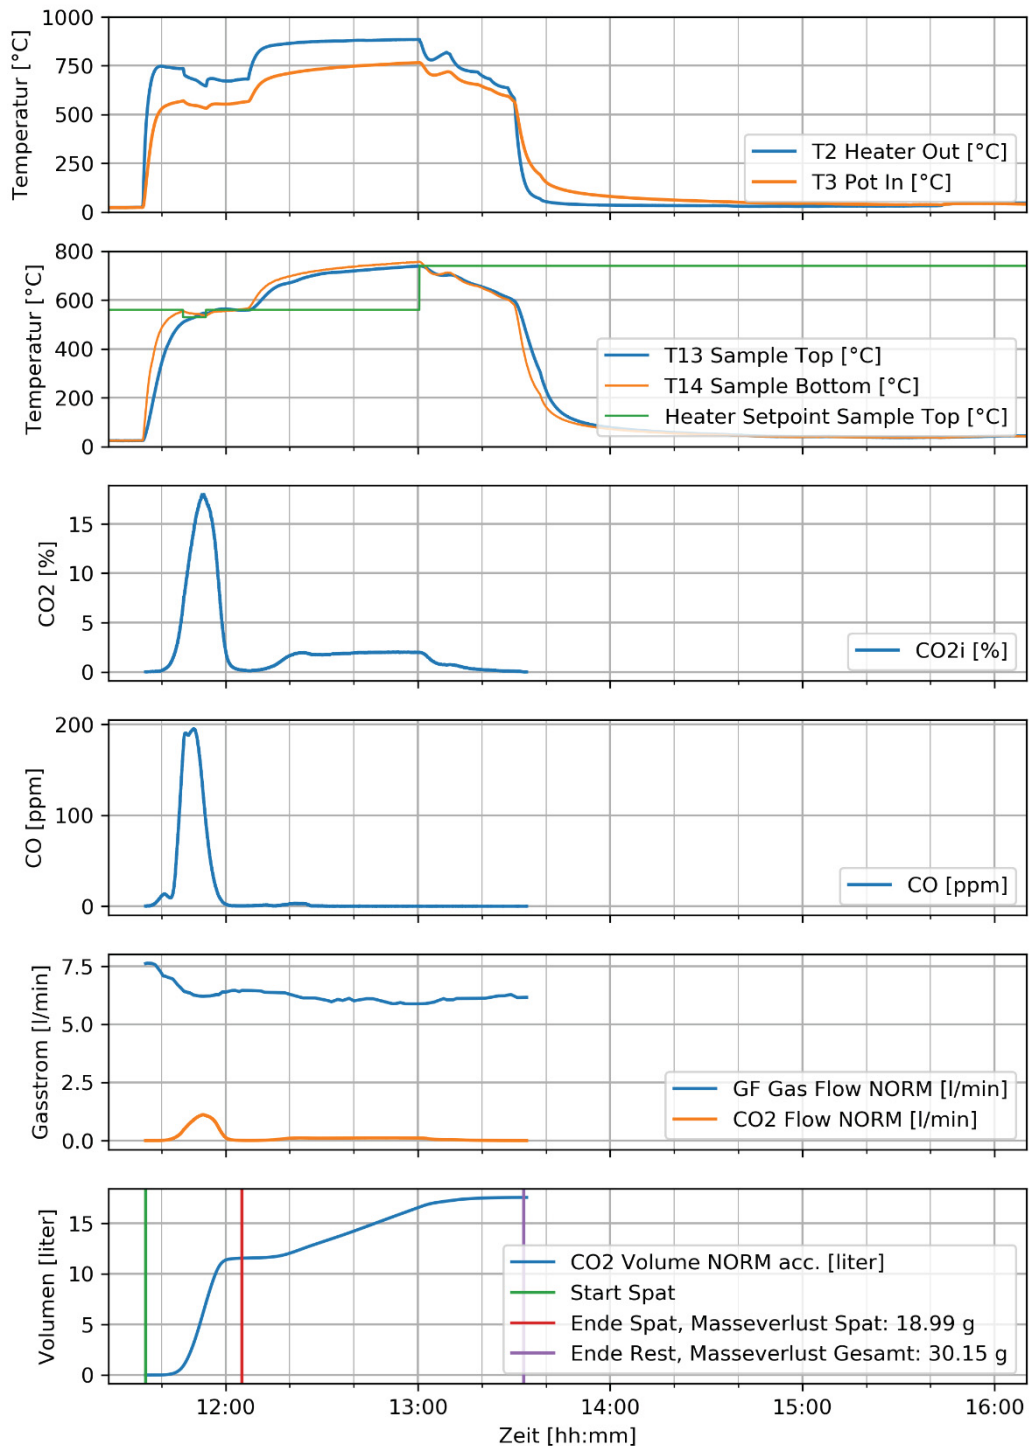 1000
750
500
250
0
Temperatur [°C]
T2 Heater Out [°C]
T3 Pot In [°C]
800
600
400
200
0
Temperatur [°C]
T13 Sample Top [°C]
T14 Sample Bottom [°C]
Heater Setpoint Sample Top [°C]
15
10
5
0
CO2 [%]
CO2i [%]
200
100
0
CO [ppm]
CO [ppm]
7.5
5.0
2.5
0.0
Gasstrom [l/min]
GF Gas Flow NORM [l/min]
CO2 Flow NORM [l/min]
15
10
5
0
Volumen [liter]
CO2 Volume NORM acc. [liter]
Start Spat
Ende Spat, Masseverlust Spat: 18.99 g
Ende Rest, Masseverlust Gesamt: 30.15 g
12:00 13:00 14:00 15:00 16:00
Zeit [hh:mm]